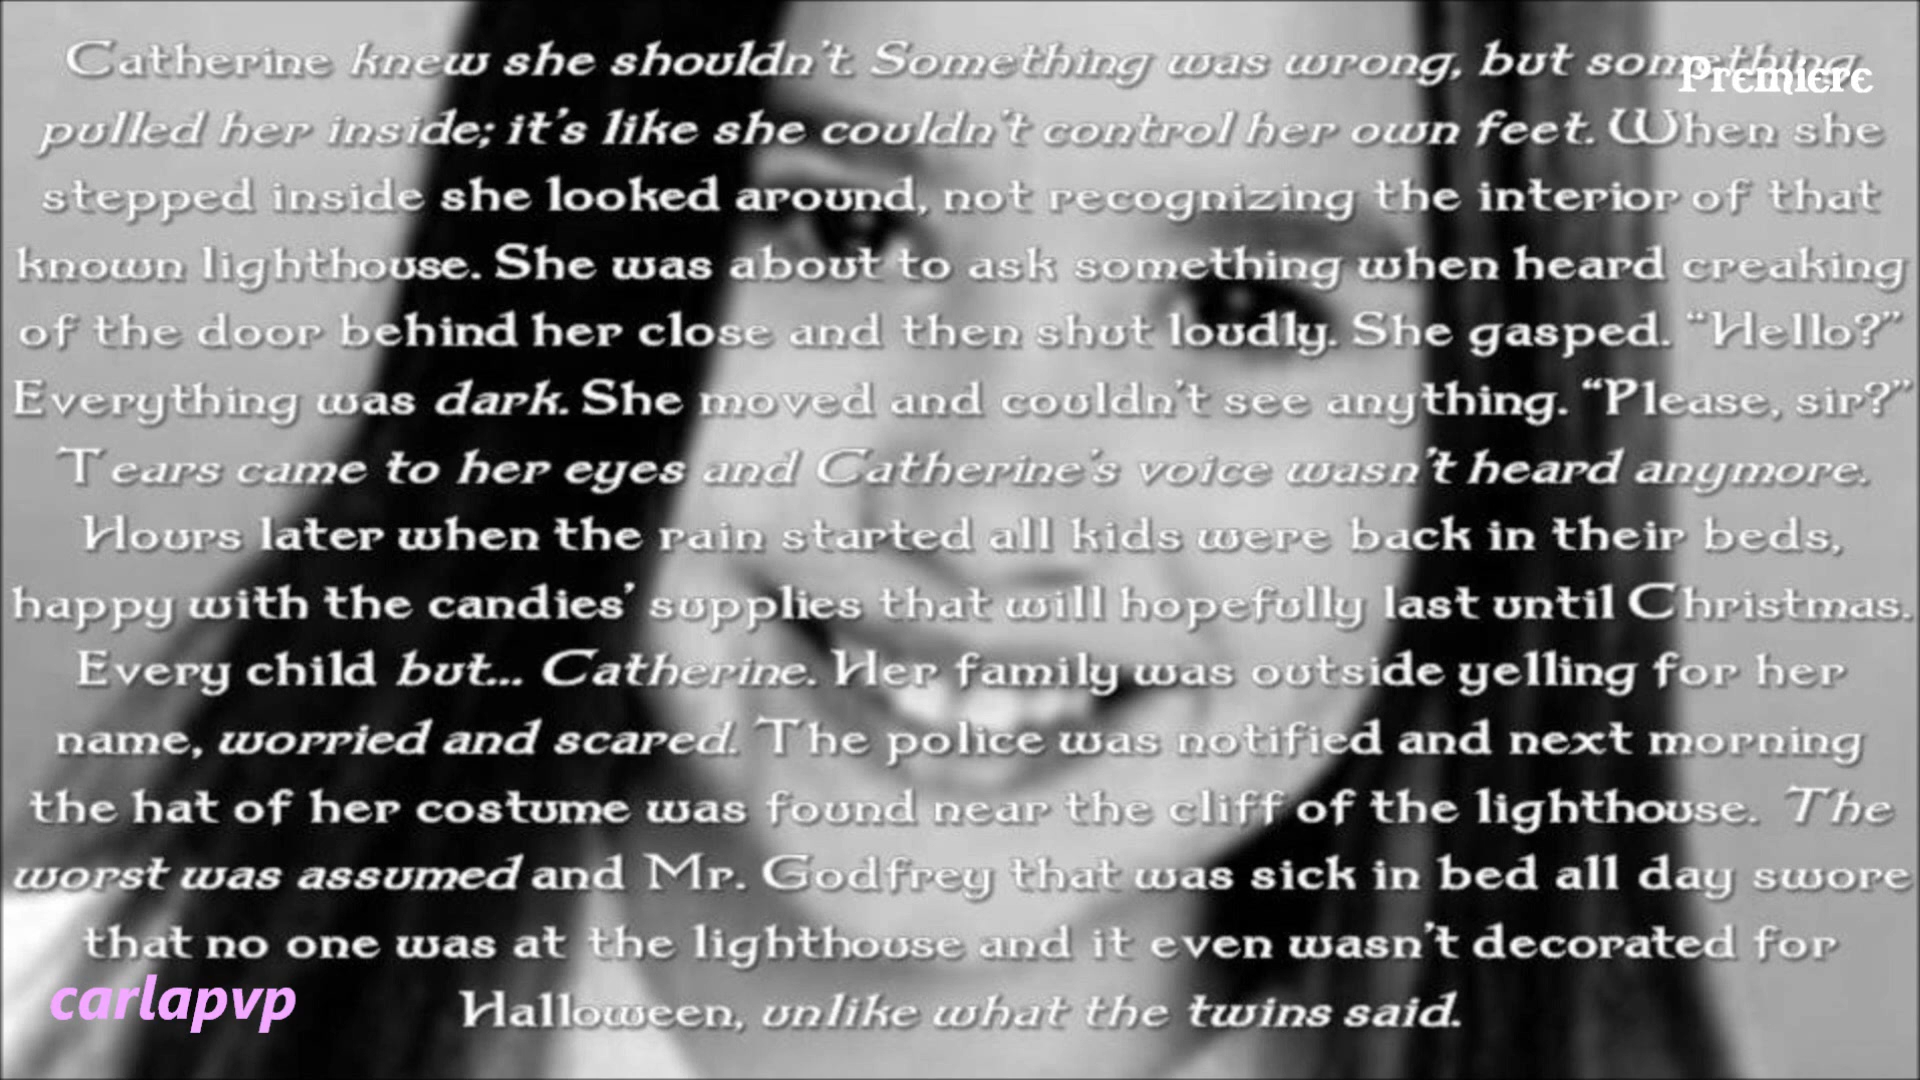 Catherine knew she shouldn't. Something was wrong, but something
Premiere
pulled her inside; it's like she couldn't control her own feet. When she
stepped inside she looked around, not recognizing the interior of that
known lighthouse. She was about to ask something when heard creaking
of the door behind her close and then shut loudly. She gasped. “Hello?”
Everything was dark. She moved and couldn't see anything. “Please, sir?”
Tears came to her eyes and Catherine's voice wasn't heard anymore.
Hours later when the rain started all kids were back in their beds,
happy with the candies' supplies that will hopefully last until Christmas.
Every child but... Catherine. Her family was outside yelling for her
name, worried and scared. The police was notified and next morning
the hat of her costume was found near the cliff of the lighthouse. The
worst was assumed and Mr. Godfrey that was sick in bed all day swore
that no one was at the lighthouse and it even wasn't decorated for
Halloween, unlike what the twins said.
carlapvp